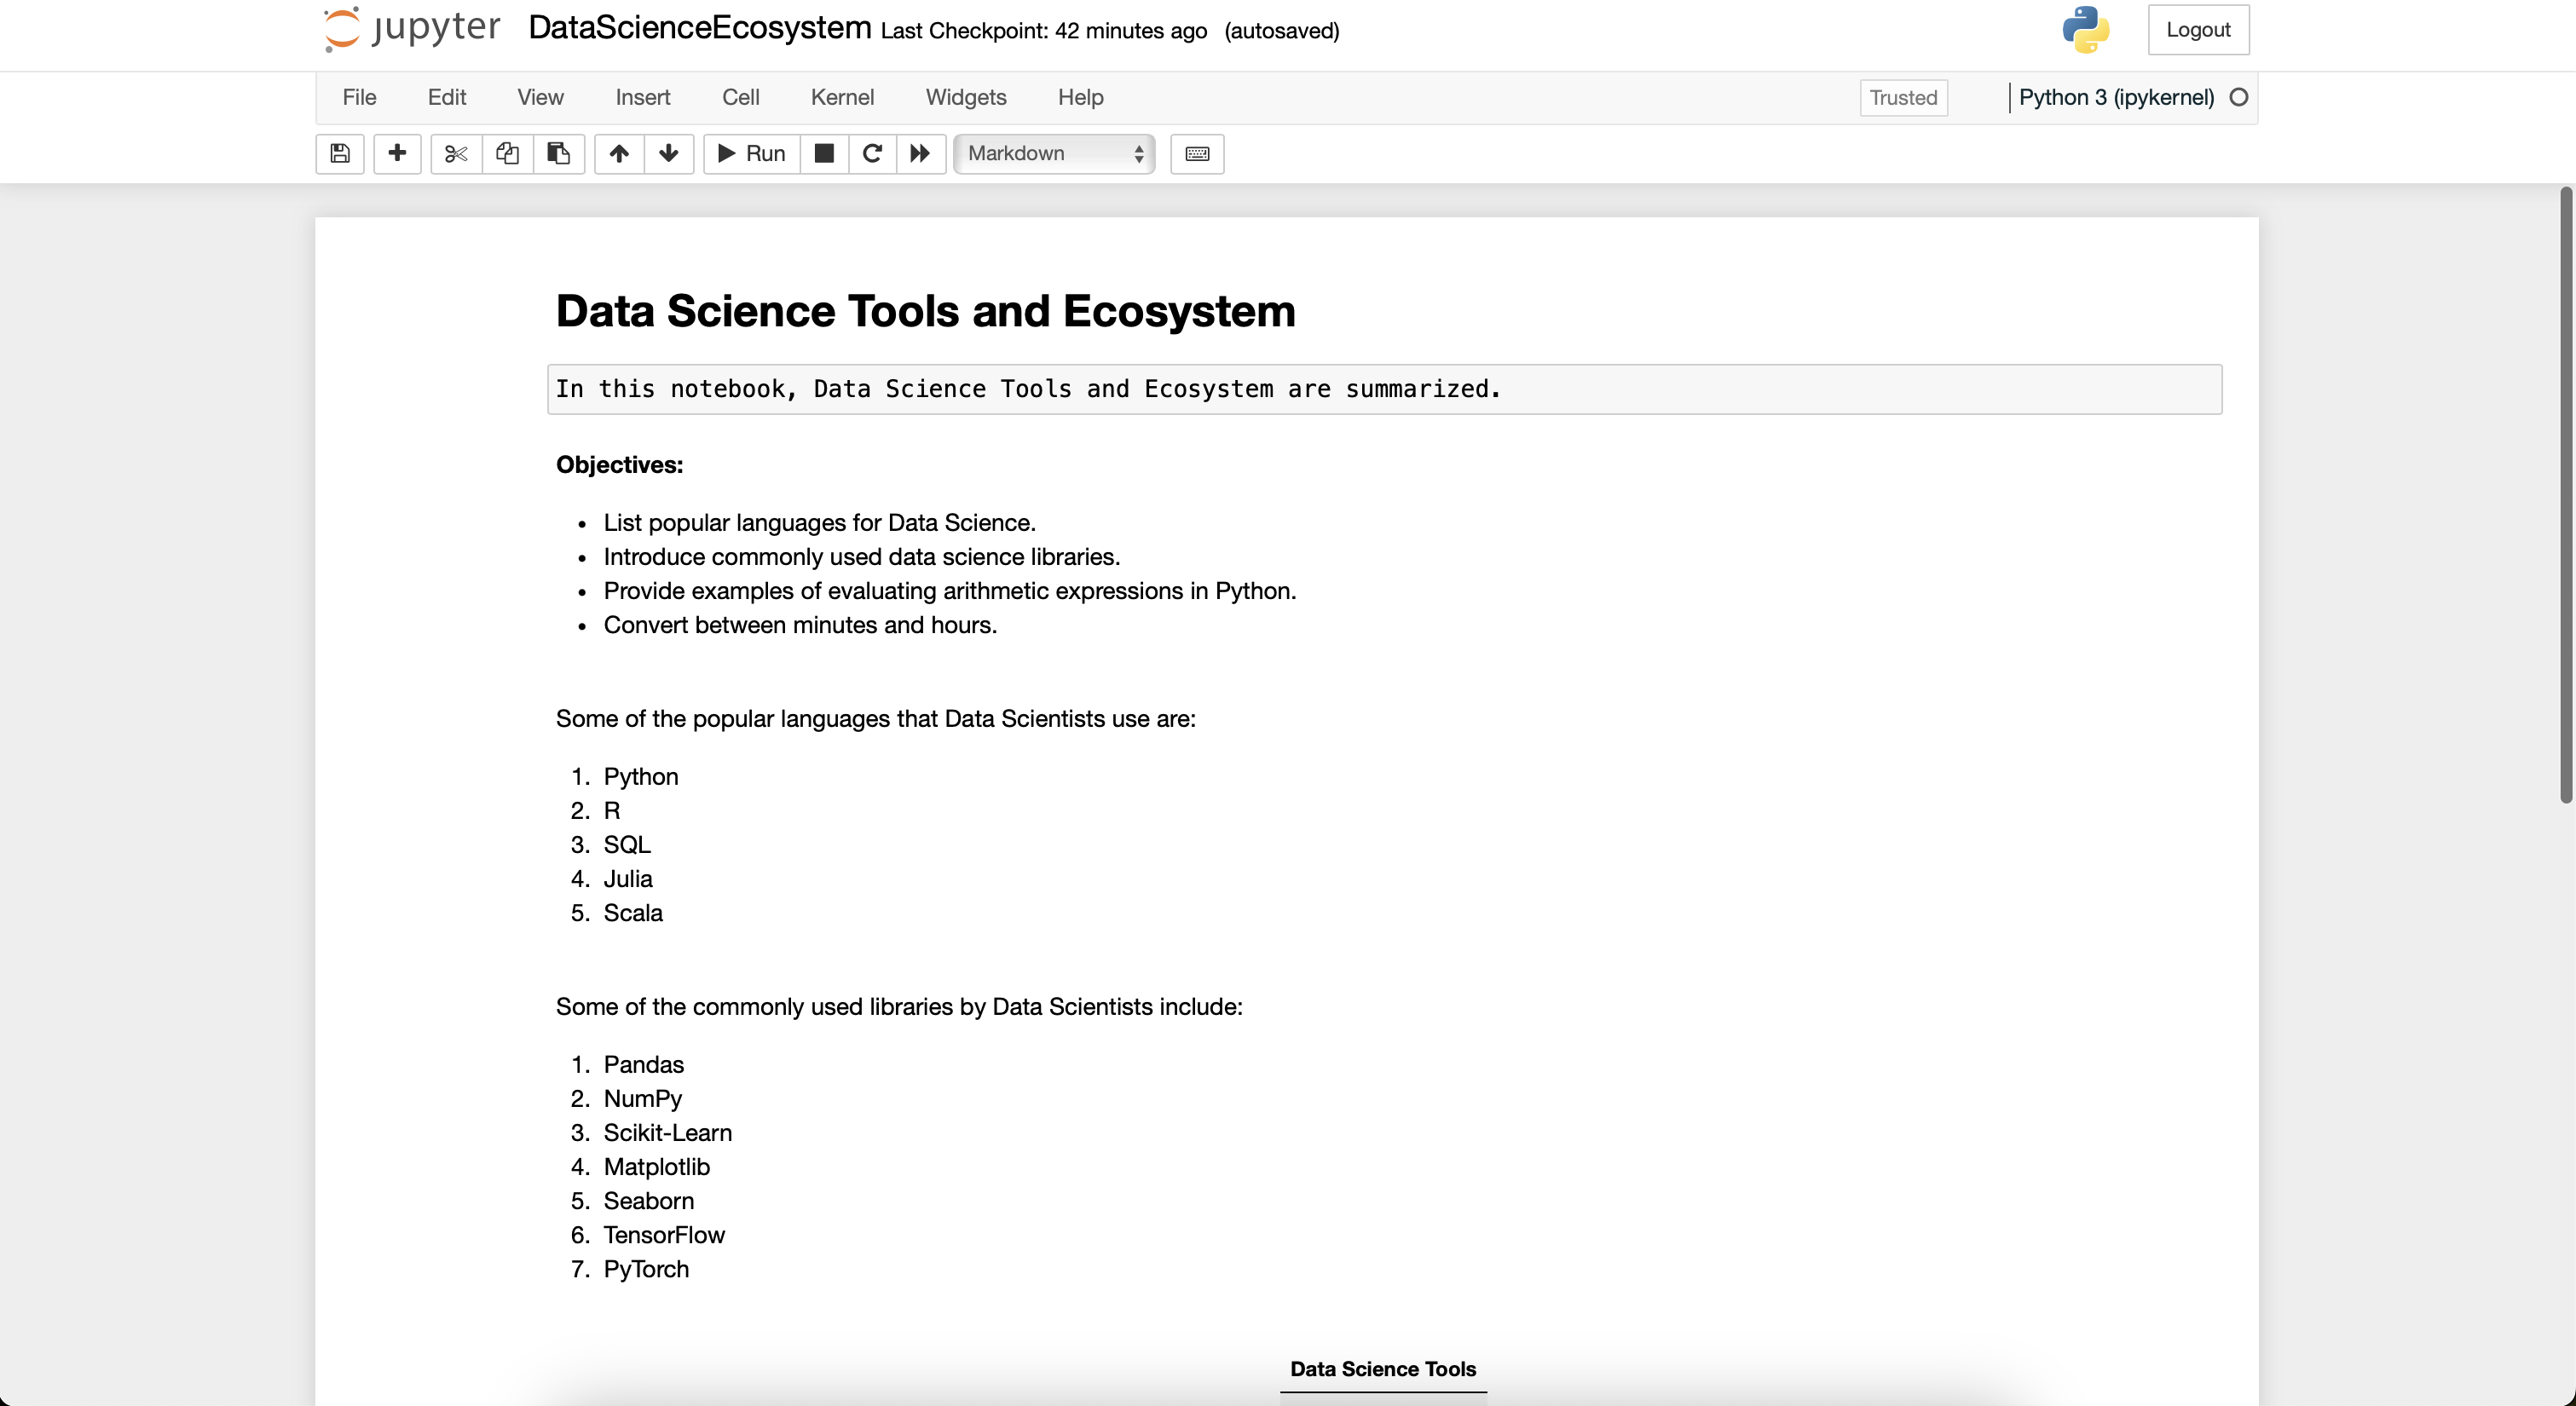 jupyter DataScienceEcosystem Last Checkpoint: 42 minutes ago (autosaved) Logout
File Edit View Insert Cell Kernel Widgets Help Trusted Python 3 (ipykernel)
Run Markdown
Data Science Tools and Ecosystem
In this notebook, Data Science Tools and Ecosystem are summarized.
Objectives:
• List popular languages for Data Science.
• Introduce commonly used data science libraries.
• Provide examples of evaluating arithmetic expressions in Python.
• Convert between minutes and hours.
Some of the popular languages that Data Scientists use are:
1. Python
2. R
3. SQL
4. Julia
5. Scala
Some of the commonly used libraries by Data Scientists include:
1. Pandas
2. NumPy
3. Scikit-Learn
4. Matplotlib
5. Seaborn
6. TensorFlow
7. PyTorch
Data Science Tools